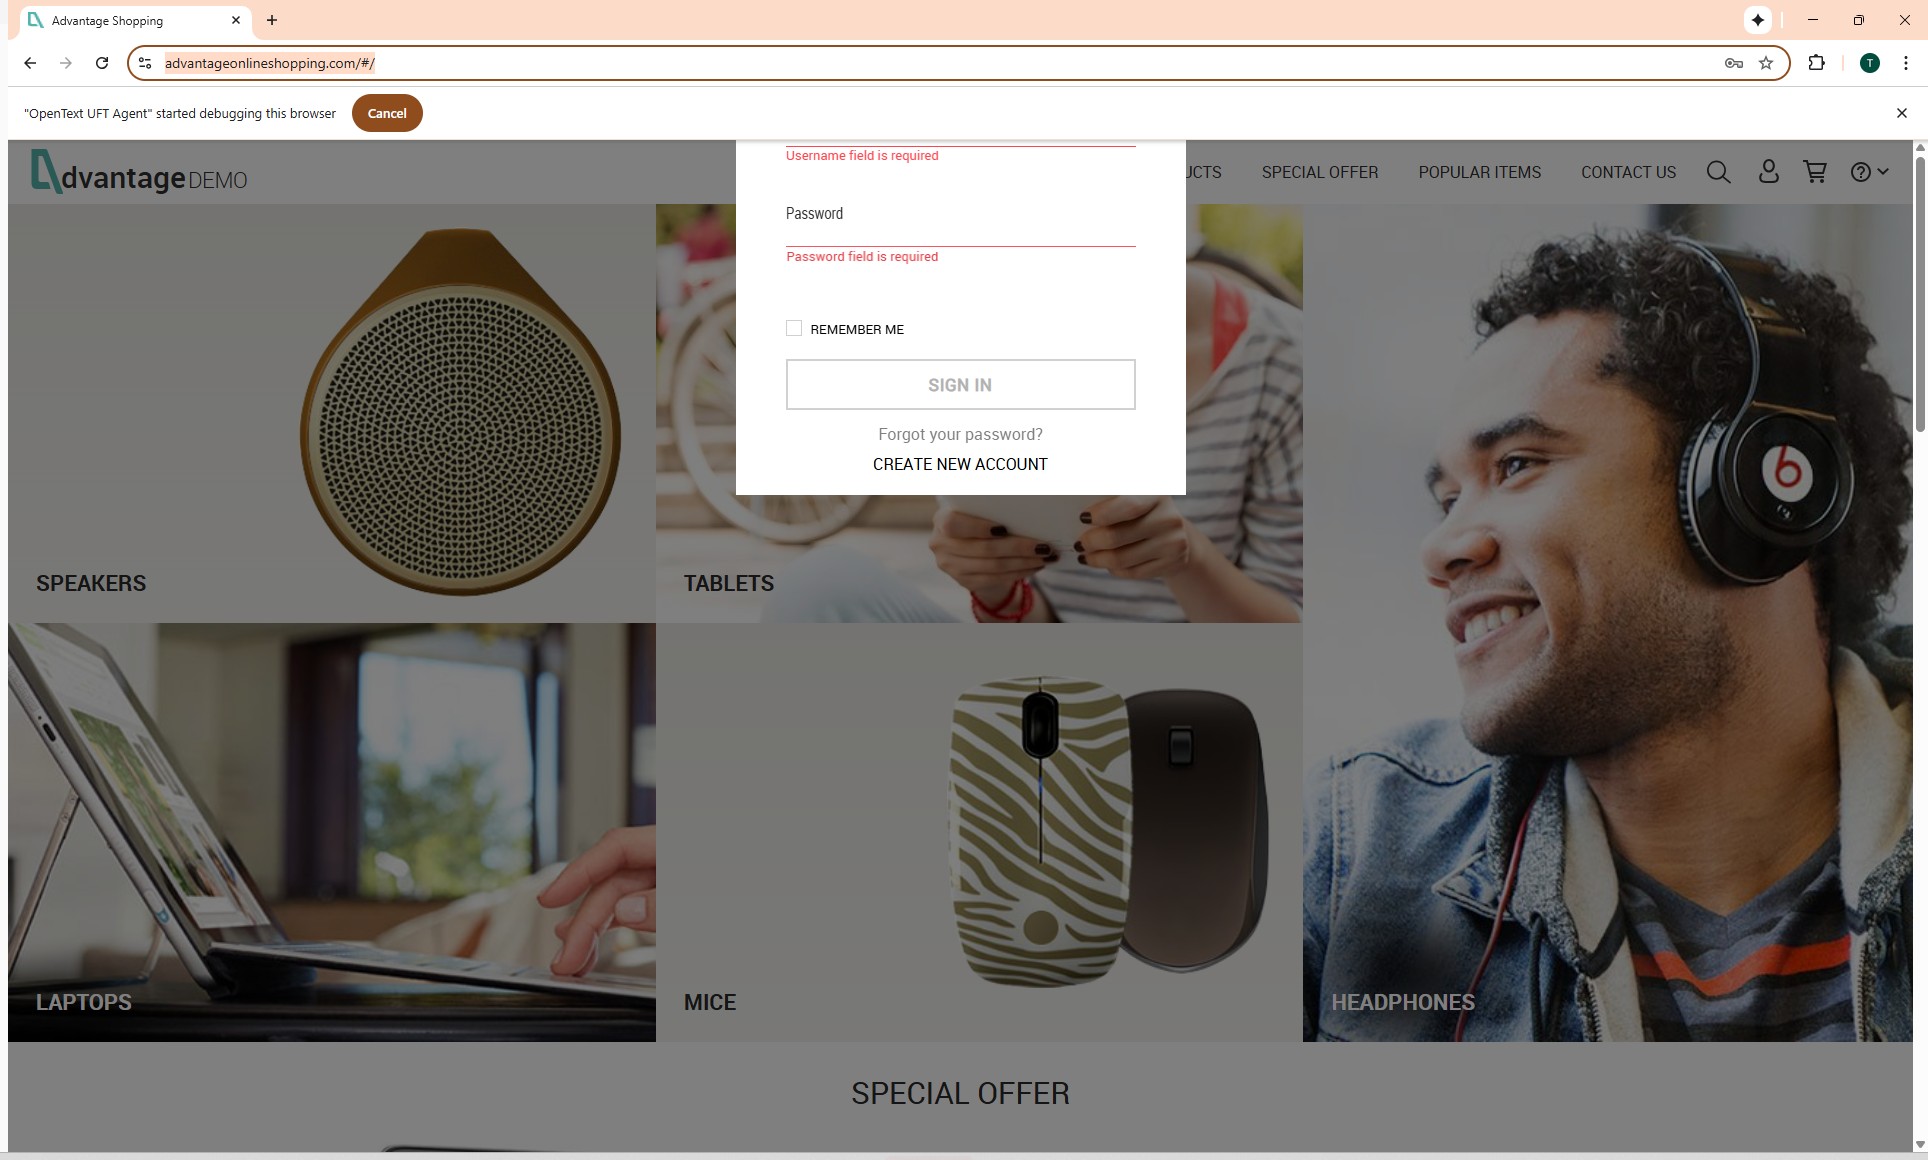 Advantage Shopping
advantageonlineshopping.com/#/
T
"OpenText UFT Agent" started debugging this browser
Cancel
Username field is required
dvantage DEMO
UCTS
SPECIAL OFFER
POPULAR ITEMS
CONTACT US
Password
Password field is required
REMEMBER ME
SIGN IN
Forgot your password?
CREATE NEW ACCOUNT
SPEAKERS
TABLETS
LAPTOPS
MICE
HEADPHONES
SPECIAL OFFER